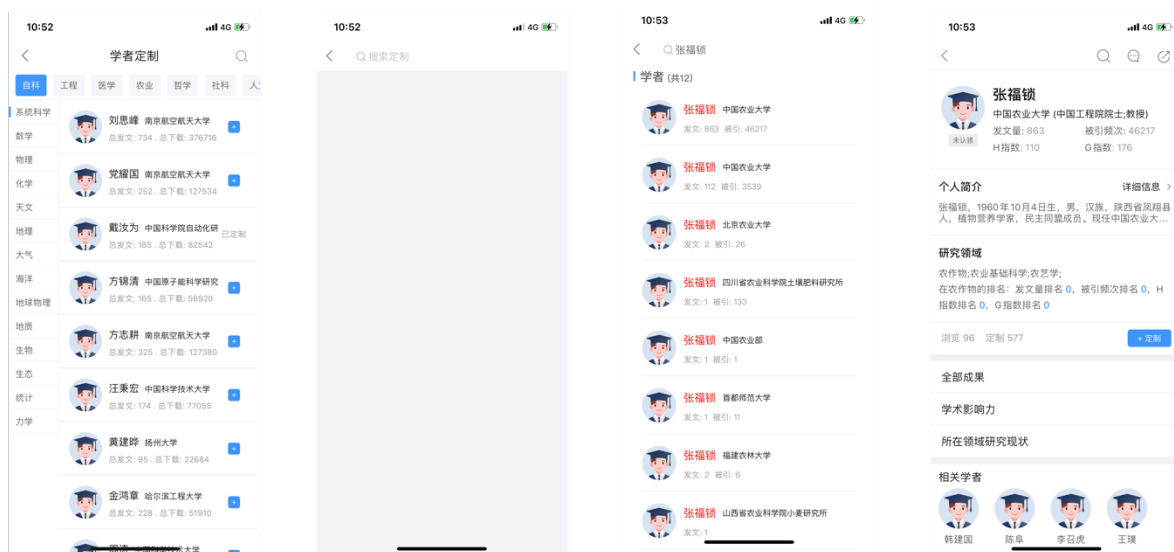 10:52
4G
学者定制
自科 工程 医学 农业 哲学 社科
系统科学
数学
物理
化学
天文
地理
大气
海洋
地球物理
地质
生物
生态
统计
力学
刘思峰 南京航空航天大学
总发文: 734 . 总下载: 376716
党耀国 南京航空航天大学
总发文: 252 . 总下载: 127534
戴汝为 中国科学院自动化研
总发文: 185 . 总下载: 82542
已定制
方锦清 中国原子能科学研究
总发文: 165 . 总下载: 56920
方志耕 南京航空航天大学
总发文: 325 . 总下载: 127380
汪秉宏 中国科学技术大学
总发文: 174 . 总下载: 77055
黄建晔 扬州大学
总发文: 95 . 总下载: 22684
金鸿章 哈尔滨工程大学
总发文: 228 . 总下载: 51910
10:52
4G
搜索定制
10:53
4G
张福锁
学者 (共12)
张福锁 中国农业大学
发文: 863 被引: 46217
张福锁 中国农业大学
发文: 112 被引: 3539
张福锁 北京农业大学
发文: 2 被引: 26
张福锁 四川省农业科学院土壤肥料研究所
发文: 1 被引: 133
张福锁 中国农业部
发文: 1 被引: 1
张福锁 首都师范大学
发文: 1 被引: 11
张福锁 福建农林大学
发文: 2 被引: 6
张福锁 山西省农业科学院小麦研究所
发文: 1
10:53
4G
张福锁
中国农业大学 (中国工程院院士;教授)
发文量: 863 被引频次: 46217
H指数: 110 G指数: 176
未认领
个人简介 详细信息
张福锁，1960年10月4日生，男，汉族，陕西省凤翔县
人，植物营养学家，民主同盟成员。现任中国农业大...
研究领域
农作物;农业基础科学;农艺学;
在农作物的排名：发文量排名 0，被引频次排名 0，H
指数排名 0，G指数排名 0
浏览 96 定制 577 + 定制
全部成果
学术影响力
所在领域研究现状
相关学者
韩建国 陈阜 李召虎 王璞